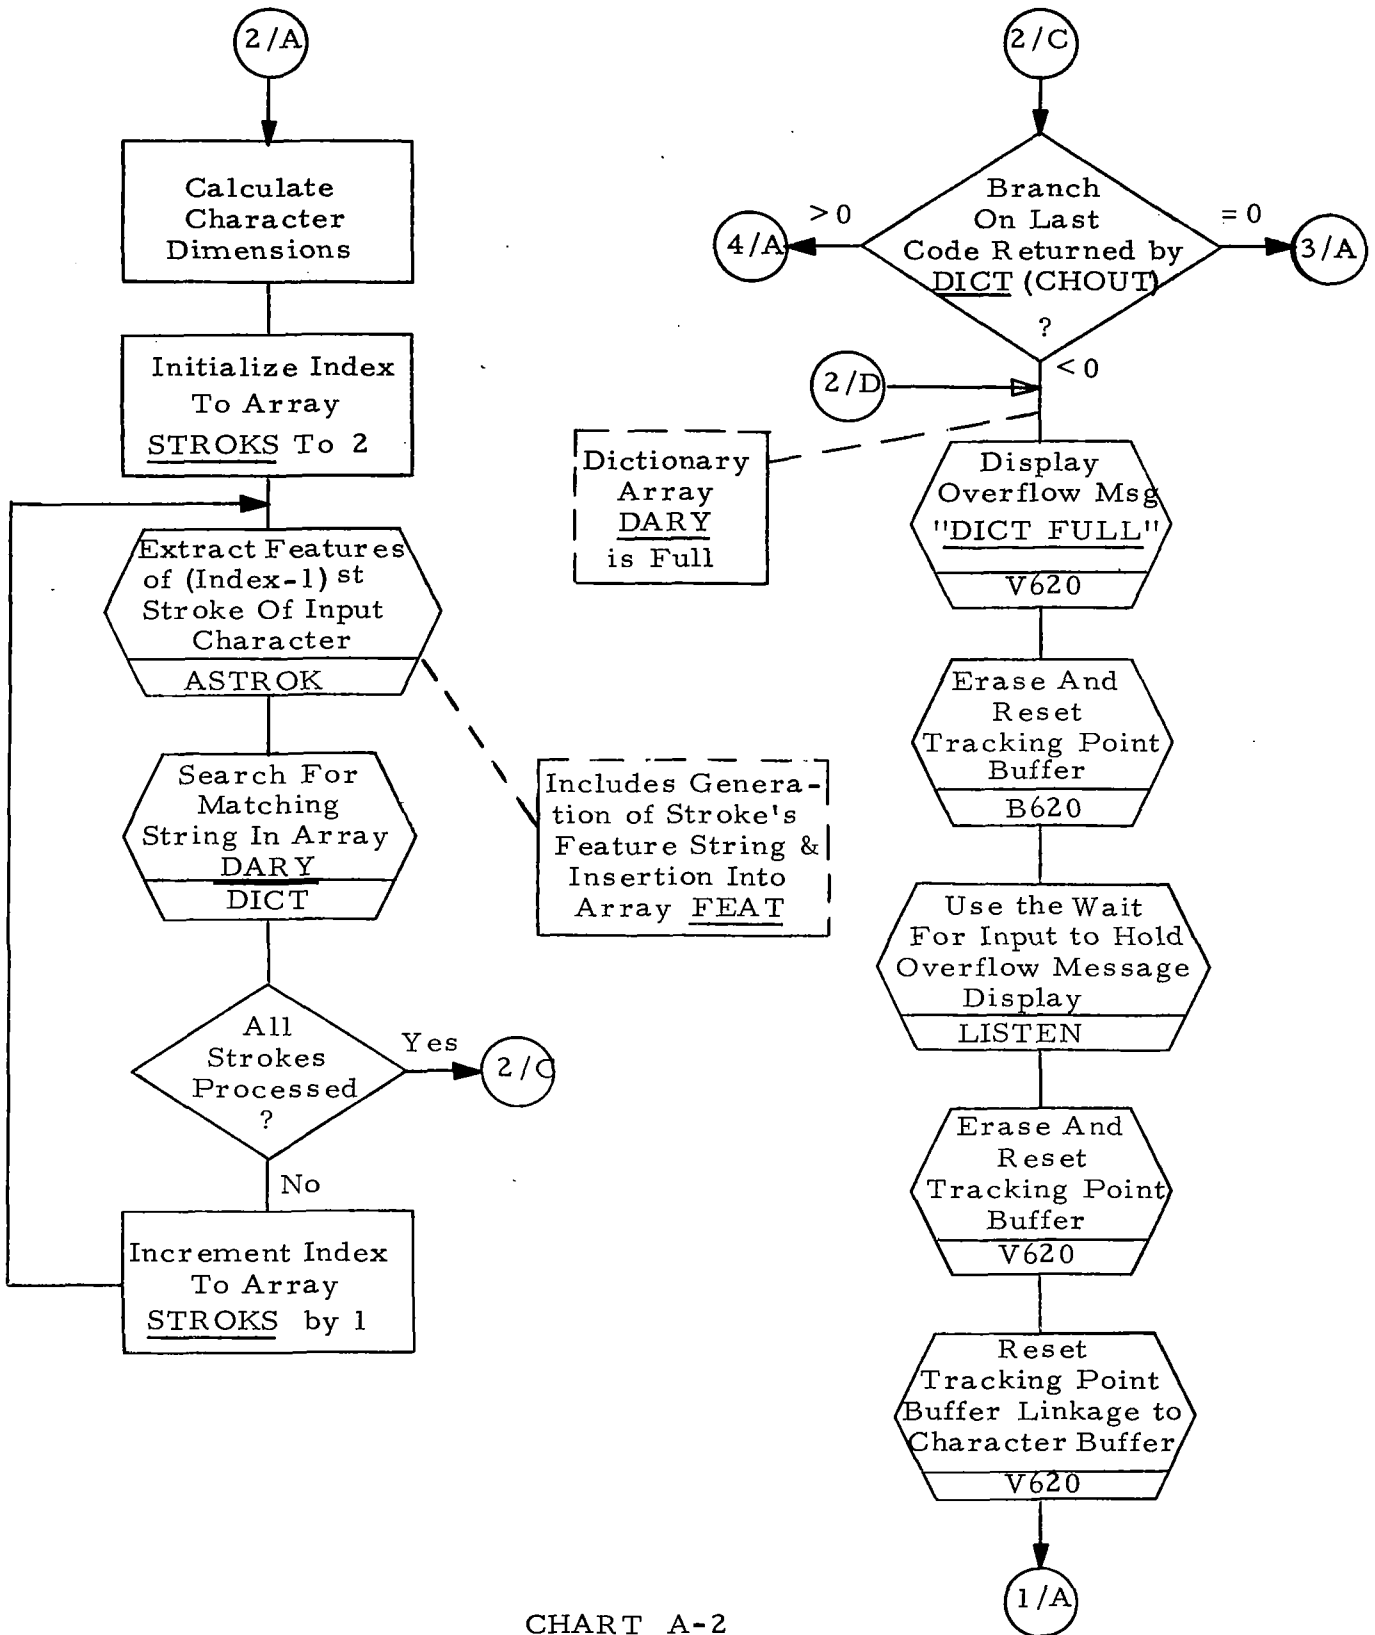 2/A
Calculate
Character
Dimensions
Initialize Index
To Array
STROKS To 2
Extract Features
of (Index-1) st
Stroke Of Input
Character
ASTROK
Includes Genera-
tion of Stroke's
Feature String &
Insertion Into
Array FEAT
Search For
Matching
String In Array
DARY
DICT
All
Strokes
Processed
?
Yes
2/C
No
Increment Index
To Array
STROKS by 1
2/C
Branch
On Last
Code Returned by
DICT (CHOUT)
?
> 0
4/A
= 0
3/A
< 0
2/D
Dictionary
Array
DARY
is Full
Display
Overflow Msg
"DICT FULL"
V620
Erase And
Reset
Tracking Point
Buffer
B620
Use the Wait
For Input to Hold
Overflow Message
Display
LISTEN
Erase And
Reset
Tracking Point
Buffer
V620
Reset
Tracking Point
Buffer Linkage to
Character Buffer
V620
1/A
CHART A-2